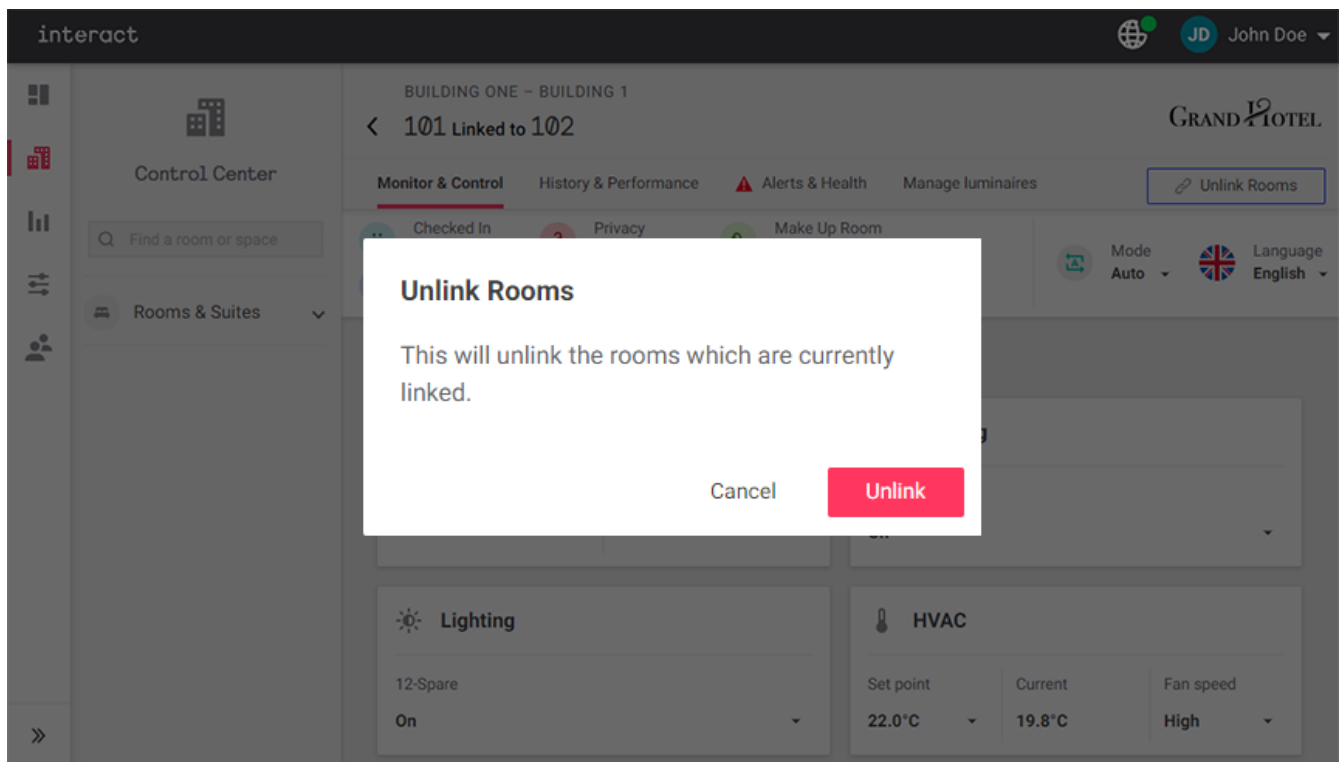 interact
JD John Doe
BUILDING ONE – BUILDING 1
101 Linked to 102
GRAND HOTEL
Control Center
Monitor & Control History & Performance Alerts & Health Manage luminaires Unlink Rooms
Find a room or space
Checked In Privacy Make Up Room
Mode
Auto
Language
English
Rooms & Suites
Unlink Rooms
This will unlink the rooms which are currently
linked.
Cancel Unlink
Lighting
12-Spare
On
HVAC
Set point Current Fan speed
22.0°C 19.8°C High